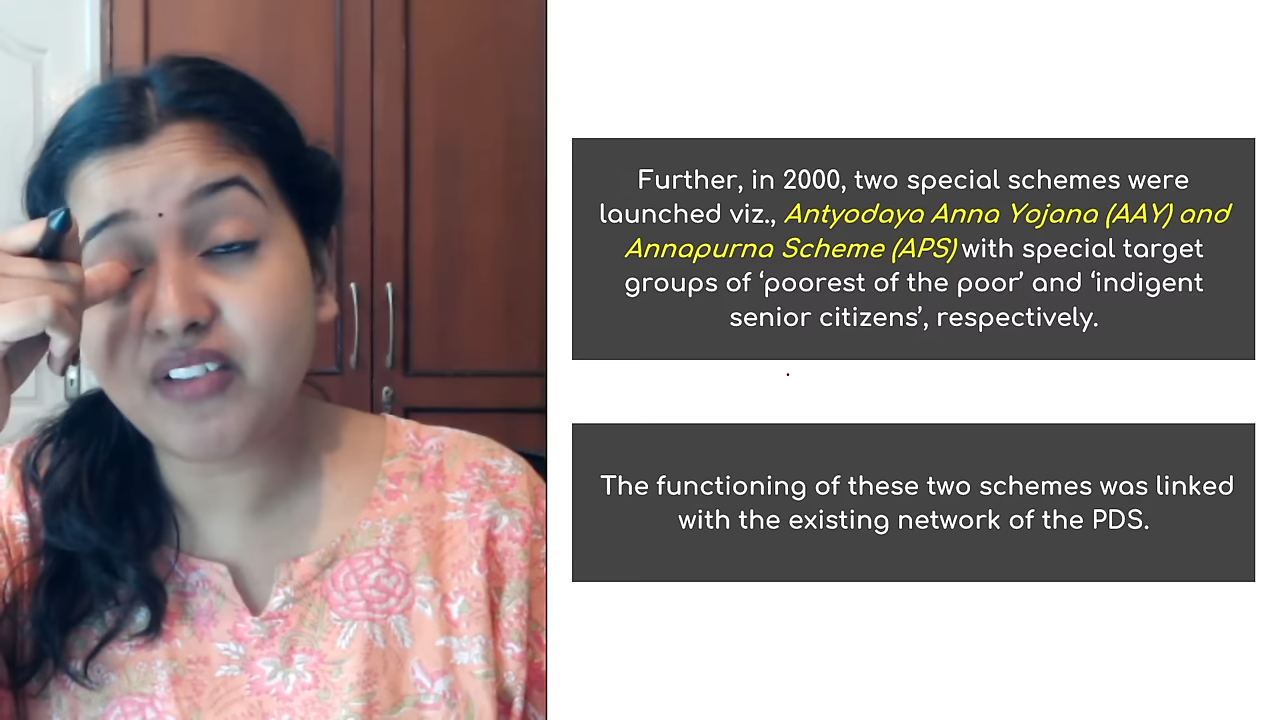 Further, in 2000, two special schemes were
launched viz., Antyodaya Anna Yojana (AAY) and
Annapurna Scheme (APS) with special target
groups of ‘poorest of the poor’ and ‘indigent
senior citizens’, respectively.
The functioning of these two schemes was linked
with the existing network of the PDS.